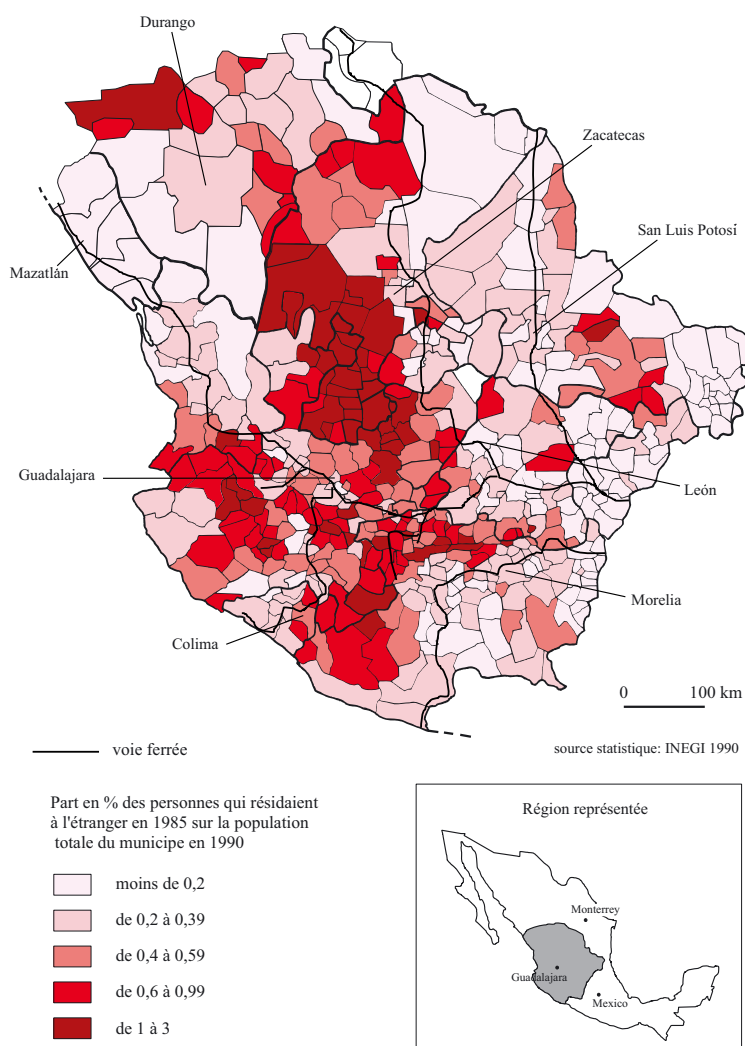 Durango
Zacatecas
San Luis Potosí
Mazatlán
Guadalajara
León
Morelia
Colima
0 100 km
voie ferrée
source statistique: INEGI 1990
Part en % des personnes qui résidaient
à l'étranger en 1985 sur la population
totale du municipe en 1990
moins de 0,2
de 0,2 à 0,39
de 0,4 à 0,59
de 0,6 à 0,99
de 1 à 3
Région représentée
Monterrey
Guadalajara
Mexico